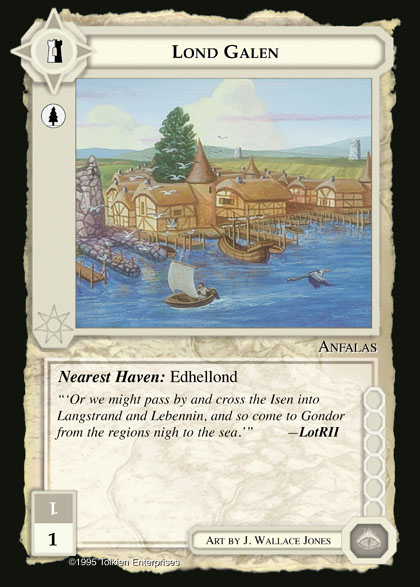 Lond Galen
Anfalas
Nearest Haven: Edhellond
“‘Or we might pass by and cross the Isen into
Langstrand and Lebennin, and so come to Gondor
from the regions nigh to the sea.’” —LotRII
1
1
Art by J. Wallace Jones
©1995 Tolkien Enterprises